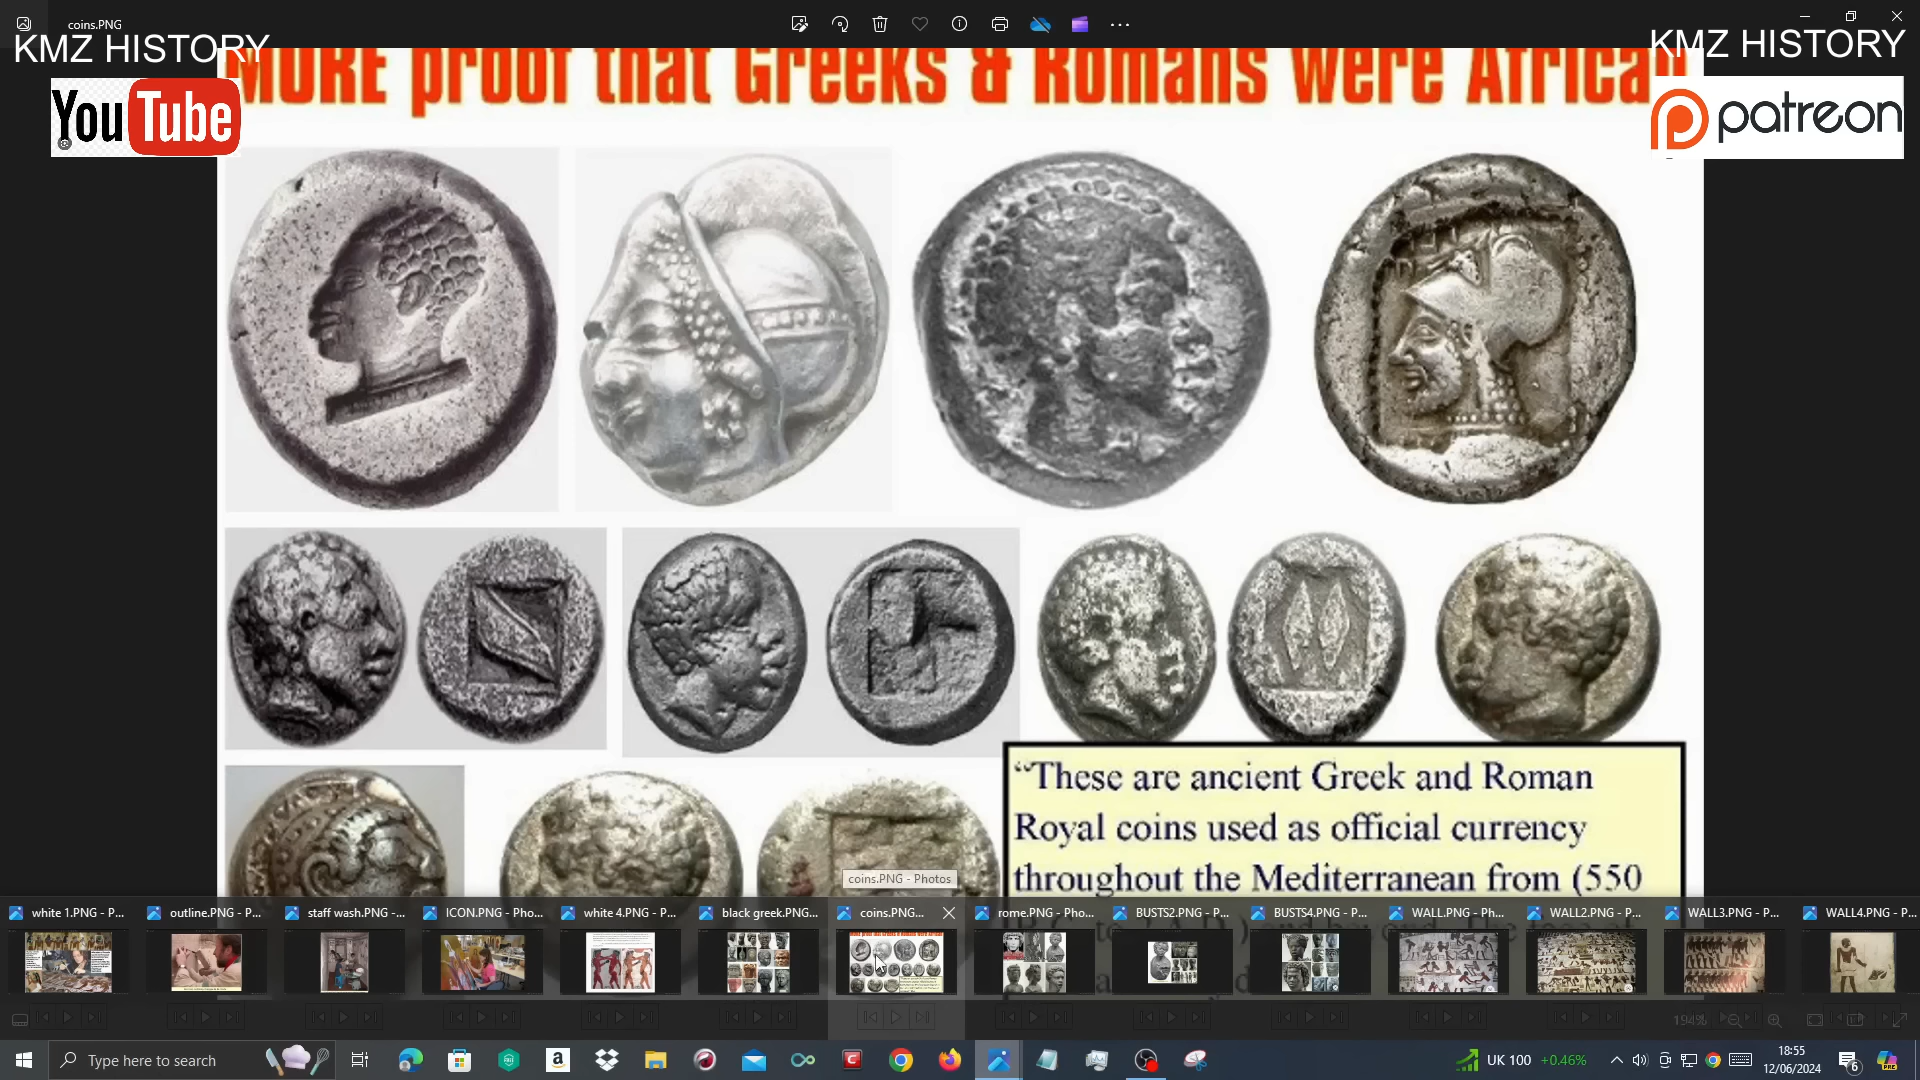 coins.PNG
KMZ HISTORY
KMZ HISTORY
YouTube
patreon
MORE proof that Greeks & Romans were African
“These are ancient Greek and Roman
Royal coins used as official currency
throughout the Mediterranean from (550
coins.PNG - Photos
white 1.PNG - P...
outline.PNG - P...
staff wash.PNG -...
ICON.PNG - Pho...
white 4.PNG - P...
black greek.PNG...
coins.PNG...
rome.PNG - Pho...
BUSTS2.PNG - P...
BUSTS4.PNG - P...
WALL.PNG - Ph...
WALL2.PNG - P...
WALL3.PNG - P...
WALL4.PNG - P...
194%
Type here to search
UK 100 +0.46%
18:55
12/06/2024
6